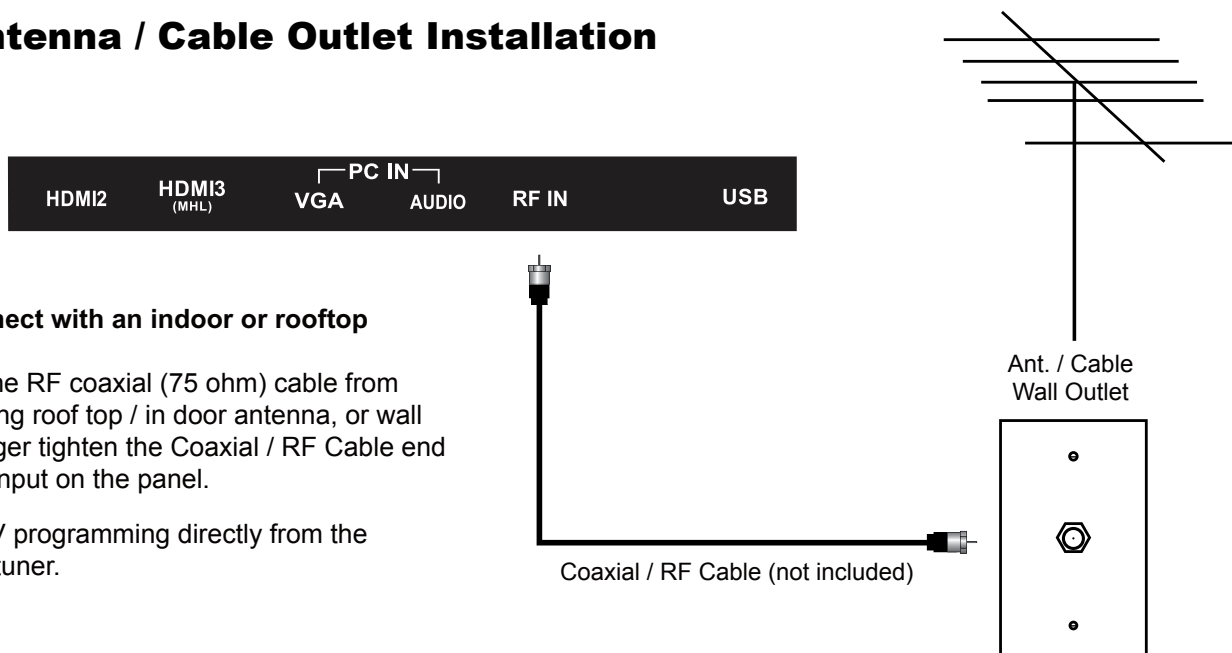 ntenna / Cable Outlet Installation
PC IN
HDMI2 HDMI3 VGA AUDIO RF IN USB
(MHL)
nect with an indoor or rooftop
he RF coaxial (75 ohm) cable from
ng roof top / in door antenna, or wall
ger tighten the Coaxial / RF Cable end
nput on the panel.
V programming directly from the
tuner.
Ant. / Cable
Wall Outlet
Coaxial / RF Cable (not included)